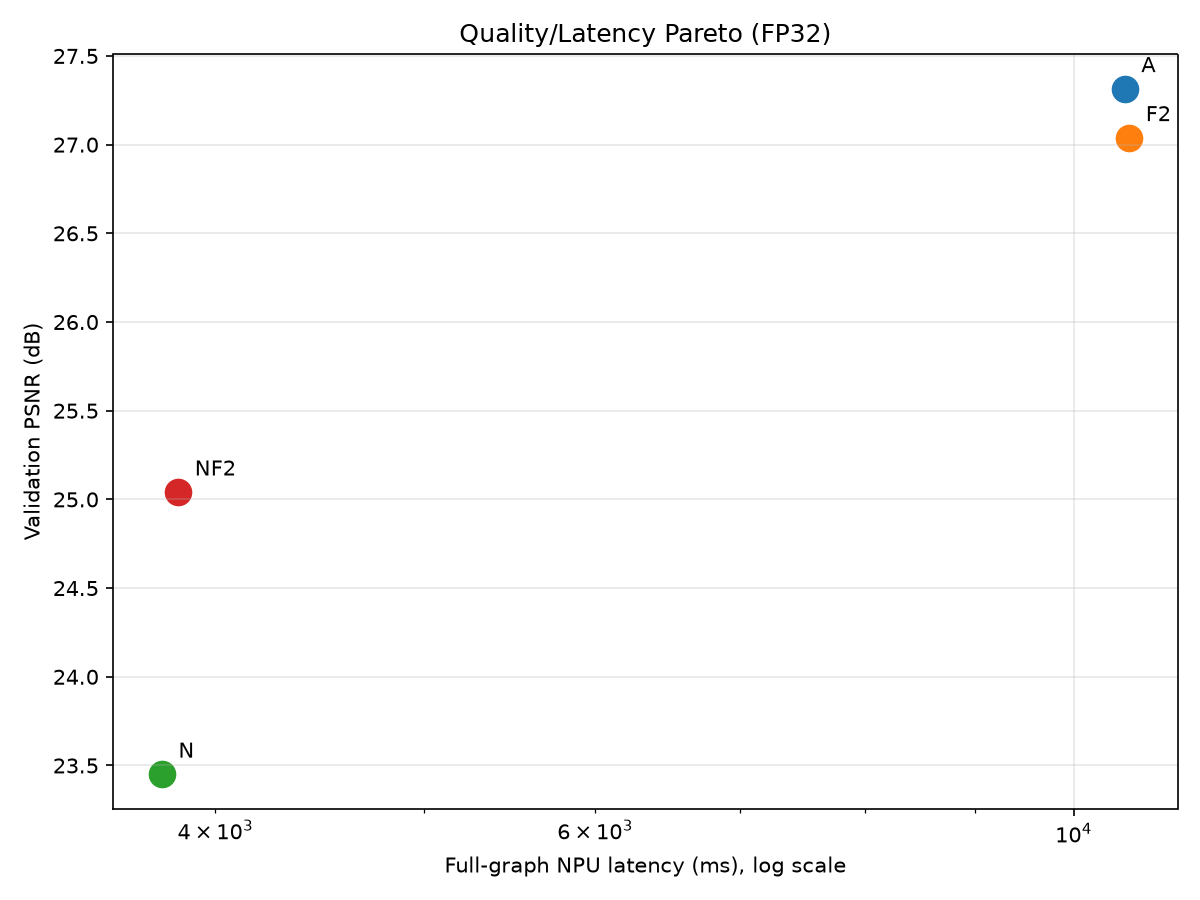 Quality/Latency Pareto (FP32)
27.5
27.0
26.5
26.0
25.5
25.0
24.5
24.0
23.5
Validation PSNR (dB)
A
F2
NF2
N
4 × 10³
6 × 10³
10⁴
Full-graph NPU latency (ms), log scale